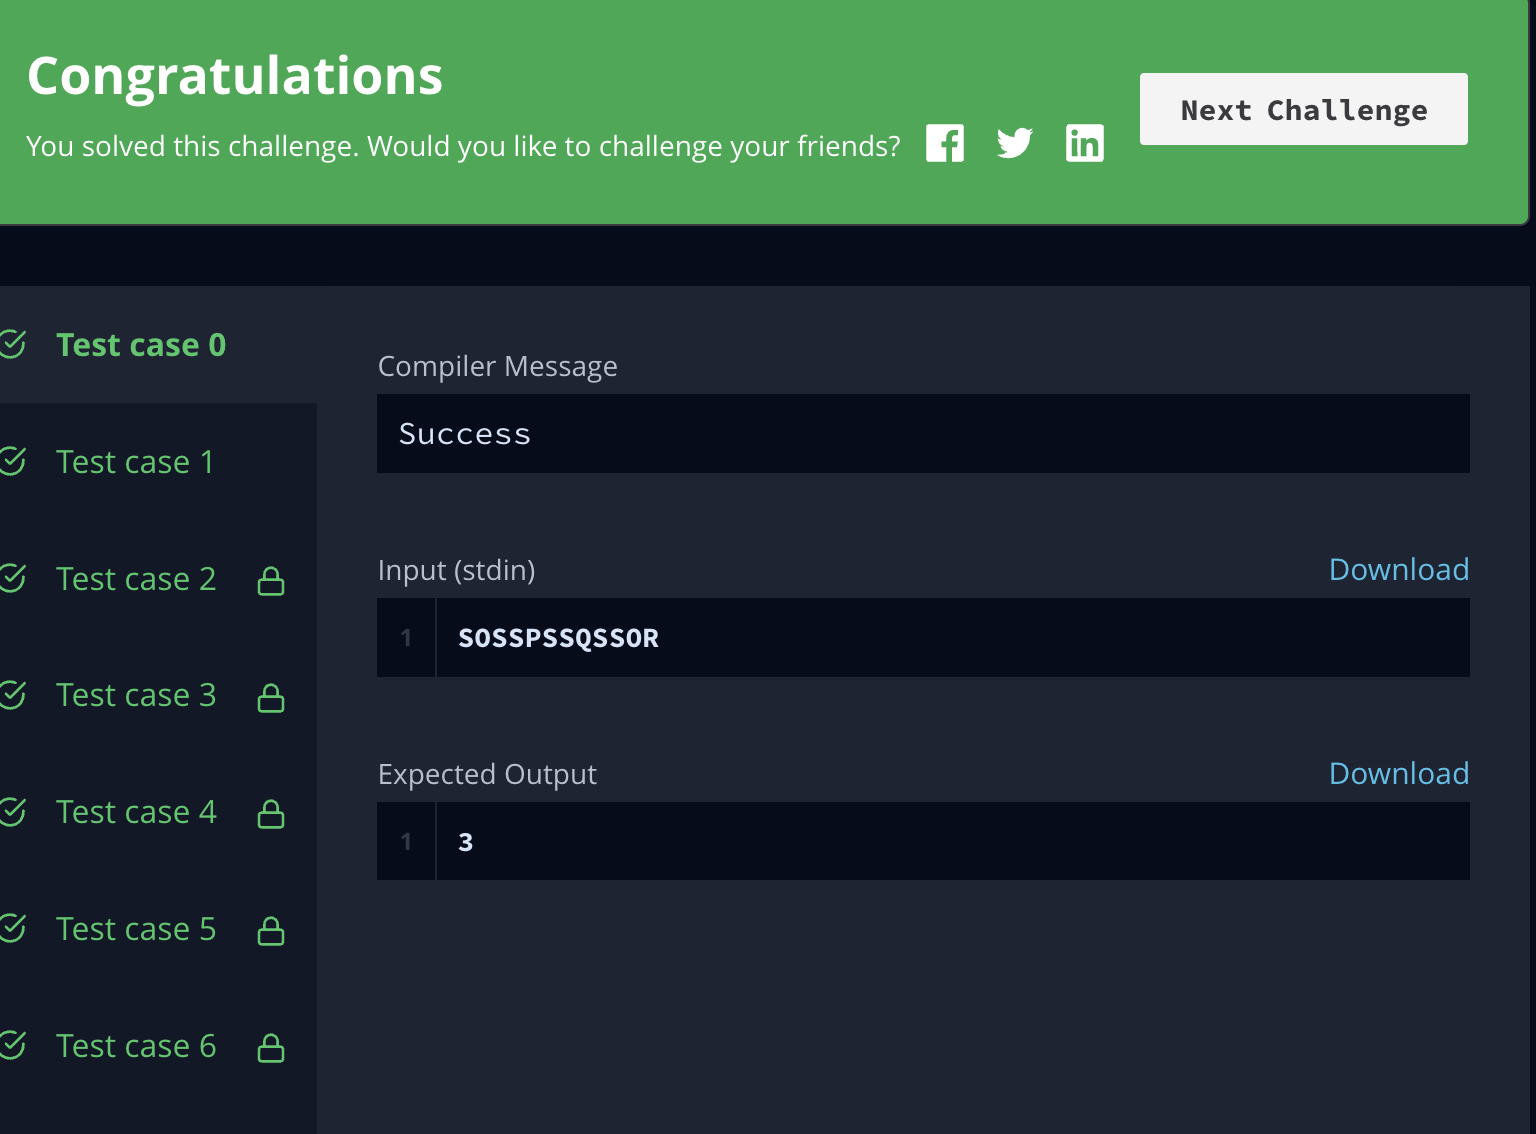 Congratulations
You solved this challenge. Would you like to challenge your friends?
Next Challenge
Test case 0
Test case 1
Test case 2
Test case 3
Test case 4
Test case 5
Test case 6
Compiler Message
Success
Input (stdin)
Download
1 SOSSPSSQSSOR
Expected Output
Download
1 3